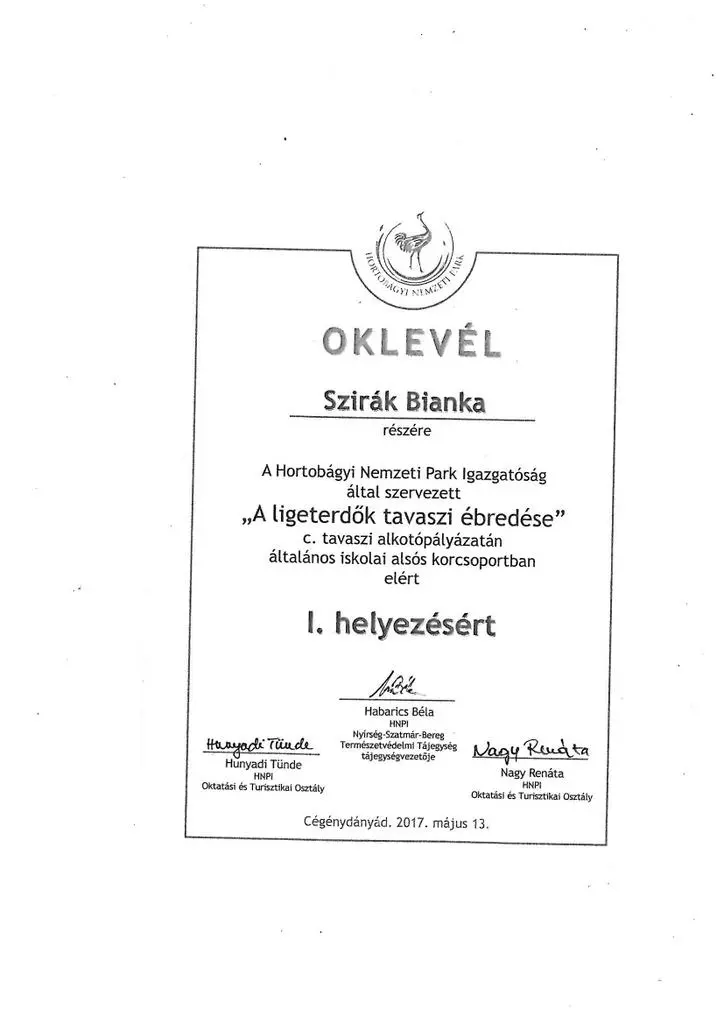 HORTOBÁGYI NEMZETI PARK
OKLEVÉL
Szirák Bianka
részére
A Hortobágyi Nemzeti Park Igazgatóság
által szervezett
„A ligeterdők tavaszi ébredése”
c. tavaszi alkotópályázatán
általános iskolai alsós korcsoportban
elért
I. helyezésért
Habarics Béla
HNPI
Nyírség-Szatmár-Bereg
Természetvédelmi Tájegység
tájegységvezetője
Hunyadi Tünde
Hunyadi Tünde
HNPI
Oktatási és Turisztikai Osztály
Nagy Renáta
Nagy Renáta
HNPI
Oktatási és Turisztikai Osztály
Cégénydányád. 2017. május 13.